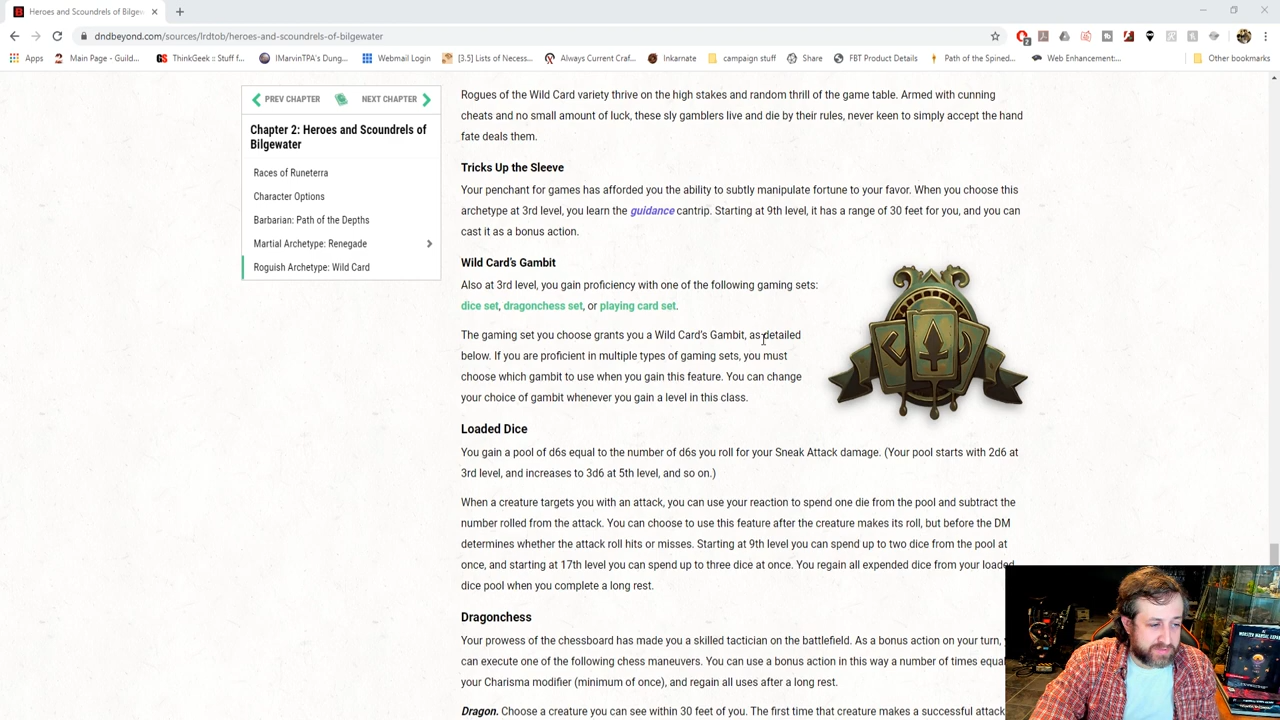 Heroes and Scoundrels of Bilgew
dndbeyond.com/sources/lrdtob/heroes-and-scoundrels-of-bilgewater
Apps
Main Page - Guild...
ThinkGeek :: Stuff f...
IMarvinTPA's Dung...
Webmail Login
[3.5] Lists of Necess...
Always Current Craf...
Inkarnate
campaign stuff
Share
FBT Product Details
Path of the Spined...
Web Enhancement:...
Other bookmarks
PREV CHAPTER
NEXT CHAPTER
Chapter 2: Heroes and Scoundrels of
Bilgewater
Races of Runeterra
Character Options
Barbarian: Path of the Depths
Martial Archetype: Renegade
Roguish Archetype: Wild Card
Rogues of the Wild Card variety thrive on the high stakes and random thrill of the game table. Armed with cunning
cheats and no small amount of luck, these sly gamblers live and die by their rules, never keen to simply accept the hand
fate deals them.
Tricks Up the Sleeve
Your penchant for games has afforded you the ability to subtly manipulate fortune to your favor. When you choose this
archetype at 3rd level, you learn the guidance cantrip. Starting at 9th level, it has a range of 30 feet for you, and you can
cast it as a bonus action.
Wild Card's Gambit
Also at 3rd level, you gain proficiency with one of the following gaming sets:
dice set, dragonchess set, or playing card set.
The gaming set you choose grants you a Wild Card's Gambit, as detailed
below. If you are proficient in multiple types of gaming sets, you must
choose which gambit to use when you gain this feature. You can change
your choice of gambit whenever you gain a level in this class.
Loaded Dice
You gain a pool of d6s equal to the number of d6s you roll for your Sneak Attack damage. (Your pool starts with 2d6 at
3rd level, and increases to 3d6 at 5th level, and so on.)
When a creature targets you with an attack, you can use your reaction to spend one die from the pool and subtract the
number rolled from the attack. You can choose to use this feature after the creature makes its roll, but before the DM
determines whether the attack roll hits or misses. Starting at 9th level you can spend up to two dice from the pool at
once, and starting at 17th level you can spend up to three dice at once. You regain all expended dice from your loaded
dice pool when you complete a long rest.
Dragonchess
Your prowess of the chessboard has made you a skilled tactician on the battlefield. As a bonus action on your turn,
can execute one of the following chess maneuvers. You can use a bonus action in this way a number of times equa
your Charisma modifier (minimum of once), and regain all uses after a long rest.
Dragon. Choose a creature you can see within 30 feet of you. The first time that creature makes a successful attack